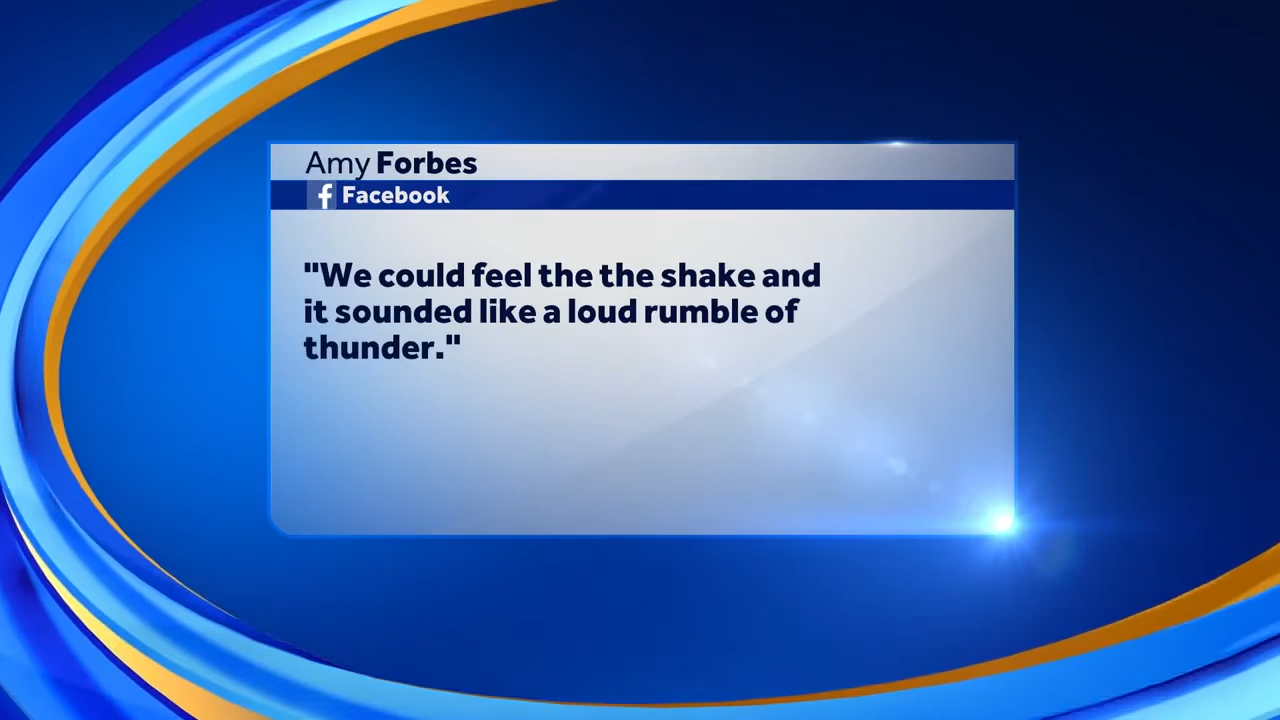 Amy Forbes
Facebook
"We could feel the the shake and
it sounded like a loud rumble of
thunder."